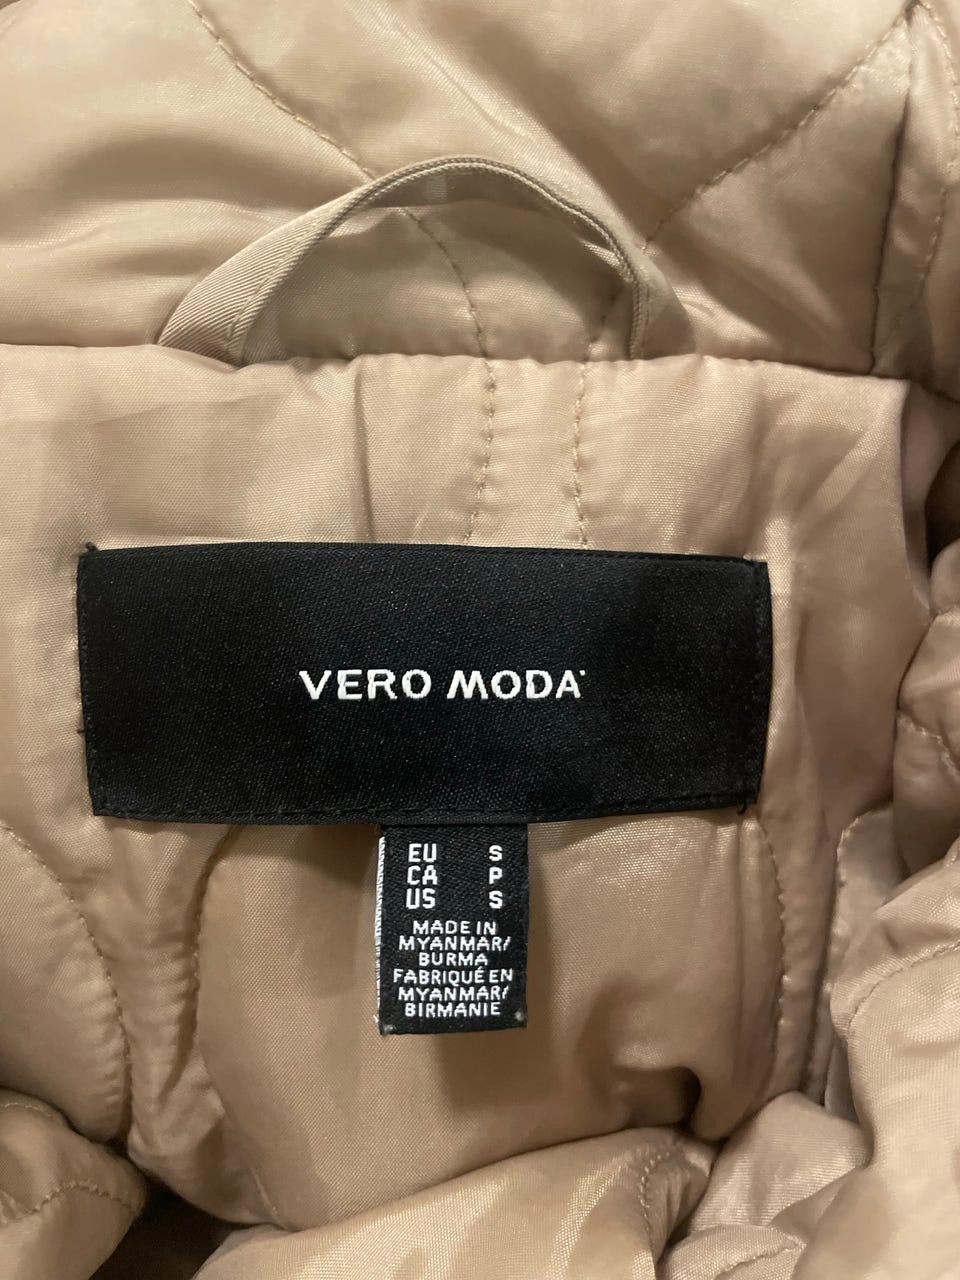 VERO MODA
EU S
CA P
US S
MADE IN
MYANMAR/
BURMA
FABRIQUÉ EN
MYANMAR/
BIRMANIE